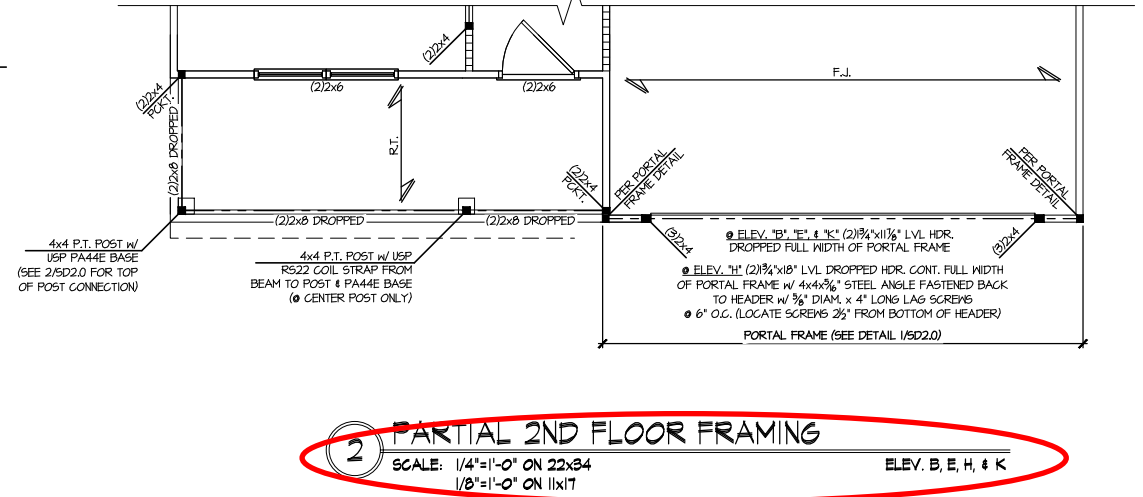 (2)2x4
(2)2x6
(2)2x6
F.J.
(2)2x4
PCKT.
(2)2x8 DROPPED
R.T.
(2)2x4
PCKT.
PER PORTAL
FRAME DETAIL
PER PORTAL
FRAME DETAIL
(2)2x8 DROPPED
(2)2x8 DROPPED
(3)2x4
(3)2x4
4x4 P.T. POST w/
USP PA44E BASE
(SEE 2/SD2.0 FOR TOP
OF POST CONNECTION)
4x4 P.T. POST w/ USP
RS22 COIL STRAP FROM
BEAM TO POST & PA44E BASE
(@ CENTER POST ONLY)
@ ELEV. "B", "E", & "K" (2)1¾"x11⅞" LVL HDR.
DROPPED FULL WIDTH OF PORTAL FRAME
@ ELEV. "H" (2)1¾"x18" LVL DROPPED HDR. CONT. FULL WIDTH
OF PORTAL FRAME w/ 4x4x5/16" STEEL ANGLE FASTENED BACK
TO HEADER w/ ⅝" DIAM. x 4" LONG LAG SCREWS
@ 6" O.C. (LOCATE SCREWS 2½" FROM BOTTOM OF HEADER)
PORTAL FRAME (SEE DETAIL 1/SD2.0)
2
PARTIAL 2ND FLOOR FRAMING
SCALE: 1/4"=1'-0" ON 22x34
ELEV. B, E, H, & K
1/8"=1'-0" ON 11x17